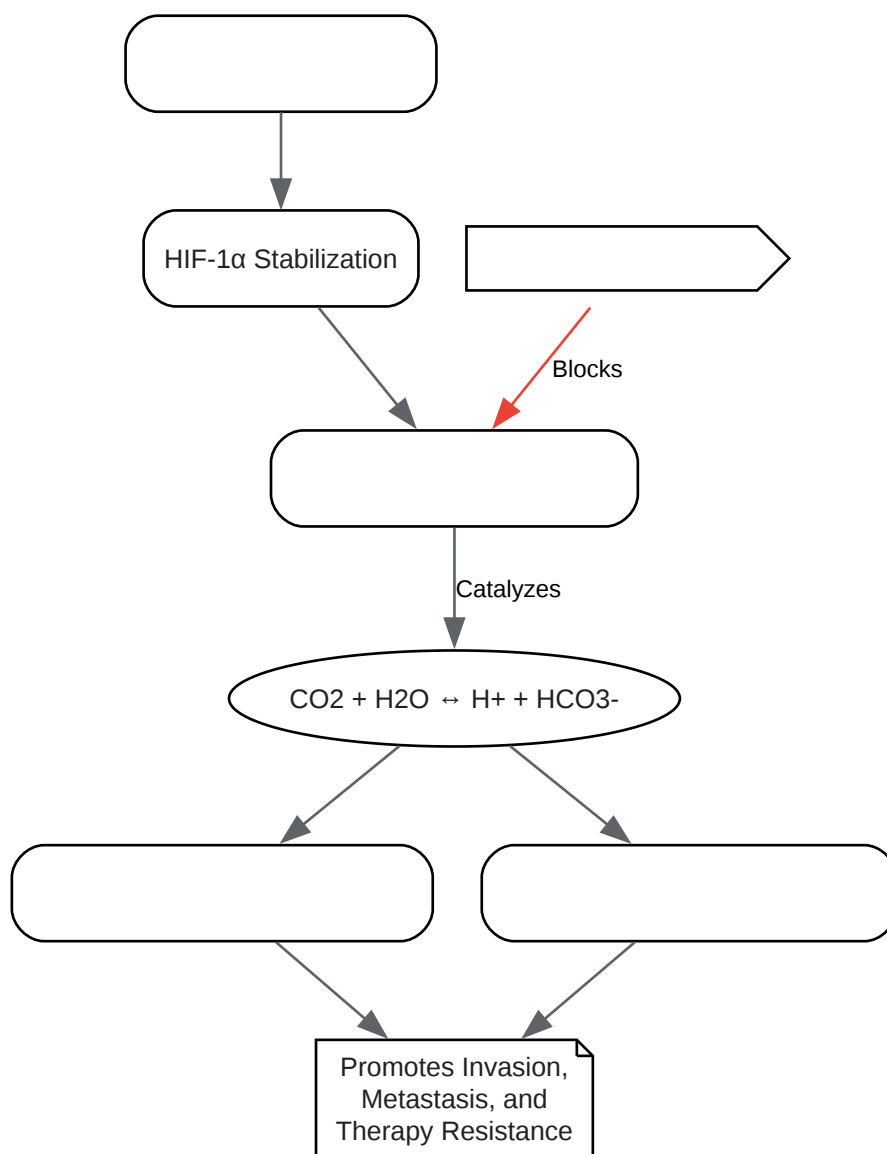 HIF-1α Stabilization
Blocks
Catalyzes
CO2 + H2O ↔ H+ + HCO3-
Promotes Invasion,
Metastasis, and
Therapy Resistance